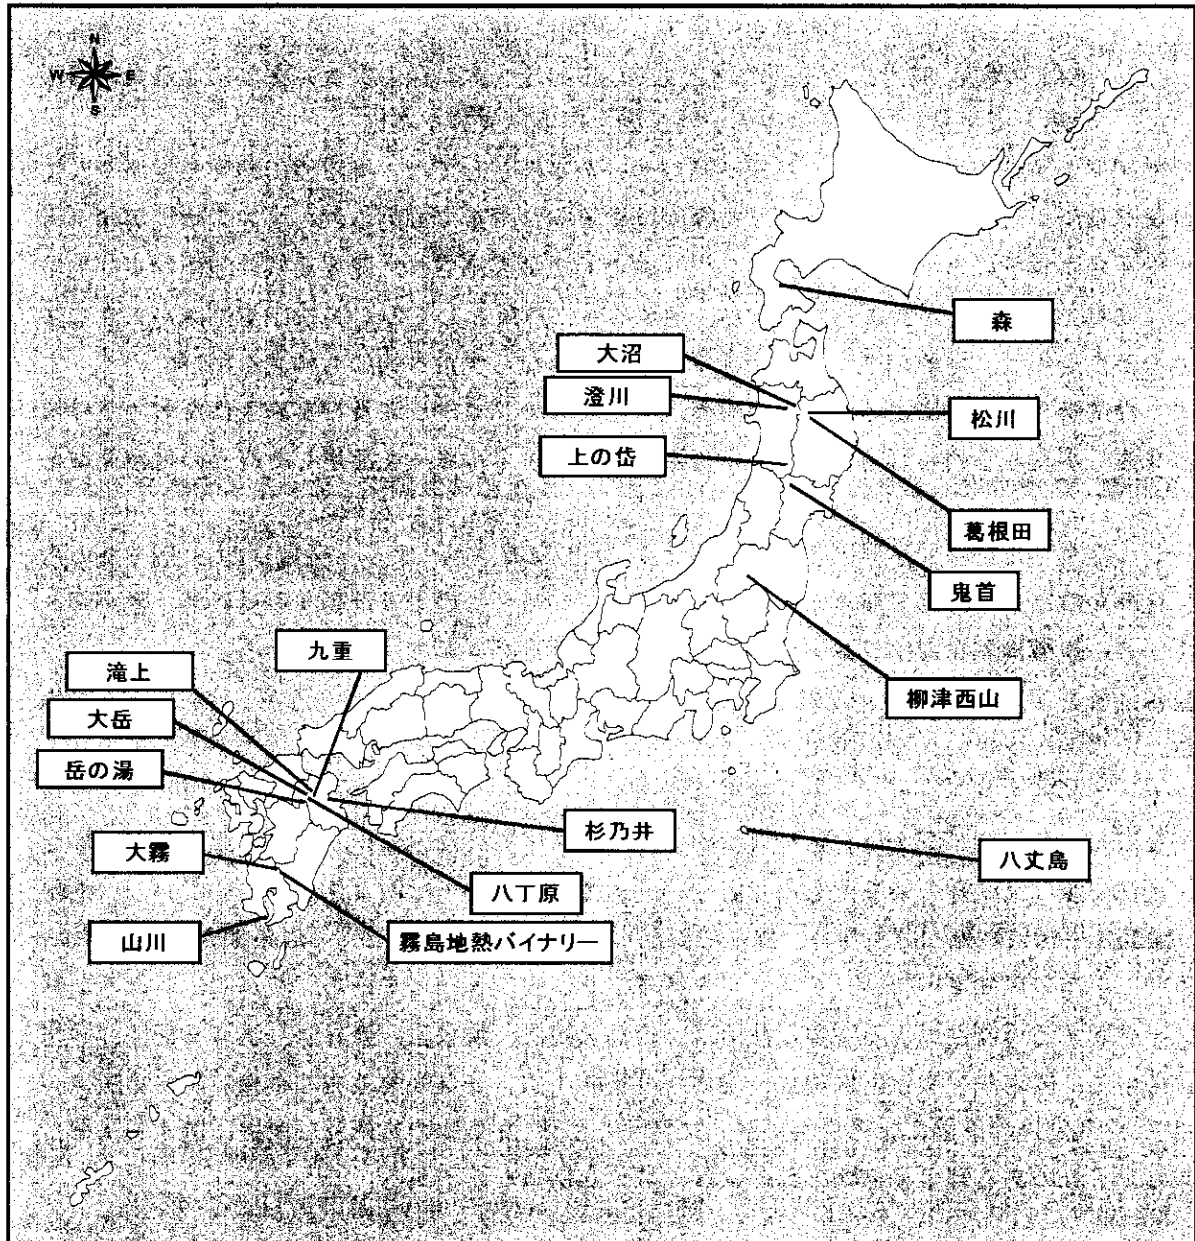 N
W E
S
森
大沼
澄川
松川
上の岱
葛根田
鬼首
九重
滝上
柳津西山
大岳
岳の湯
杉乃井
大霧
八丈島
八丁原
山川
霧島地熱バイナリー